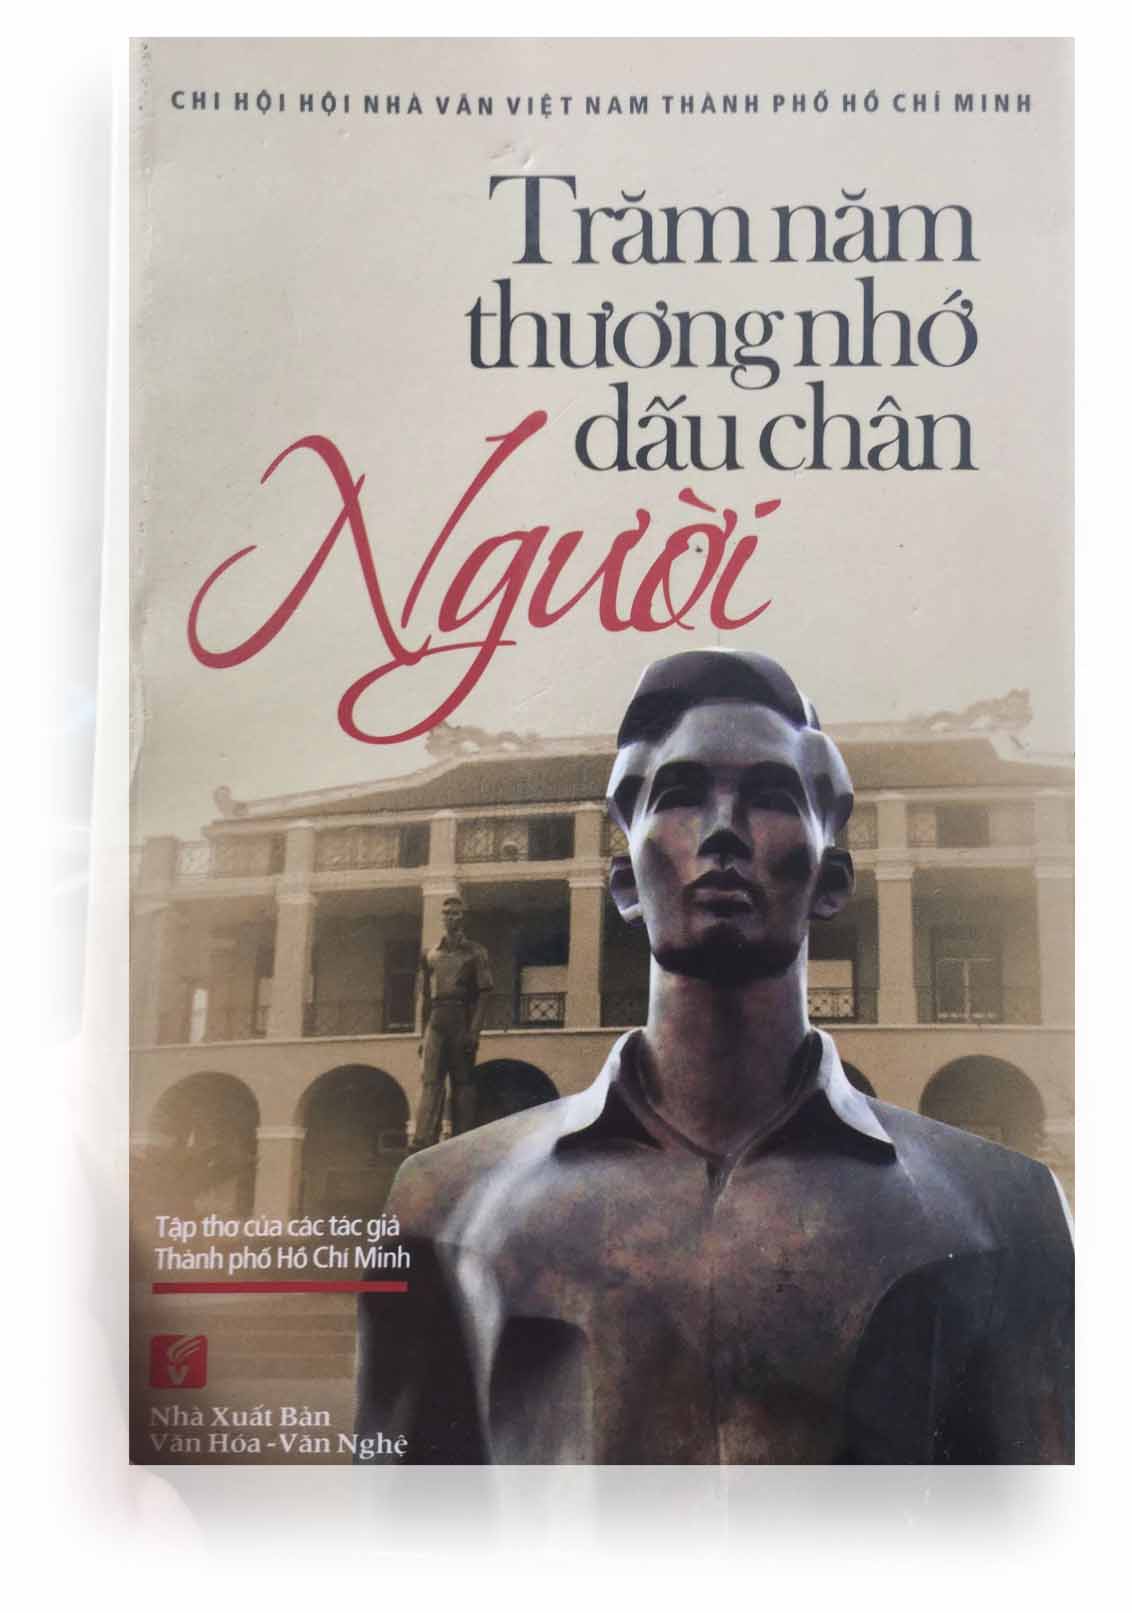 CHI HỘI HỘI NHÀ VĂN VIỆT NAM THÀNH PHỐ HỒ CHÍ MINH
Trăm năm
thương nhớ
dấu chân
Người
Tập thơ của các tác giả
Thành phố Hồ Chí Minh
V
Nhà Xuất Bản
Văn Hóa - Văn Nghệ